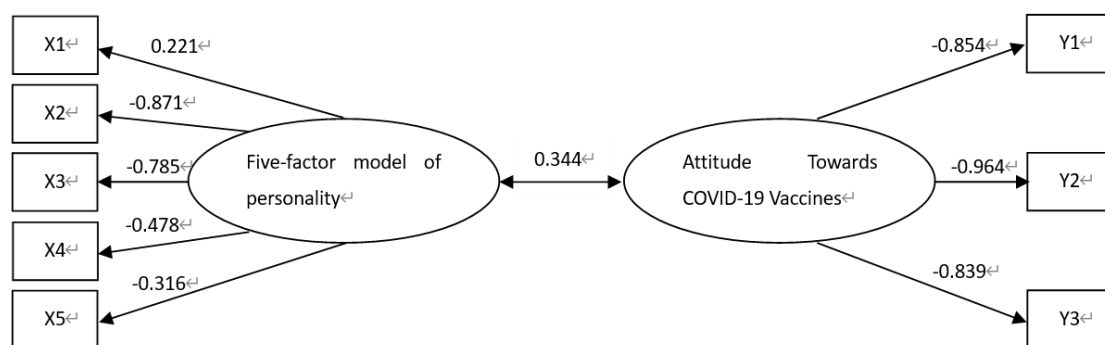 X1↵
0.221↵
-0.854↵
Y1↵
X2↵
-0.871↵
X3↵
-0.785↵
Five-factor model of
personality↵
0.344↵
Attitude Towards
COVID-19 Vaccines↵
-0.964↵
Y2↵
X4↵
-0.478↵
X5↵
-0.316↵
-0.839↵
Y3↵